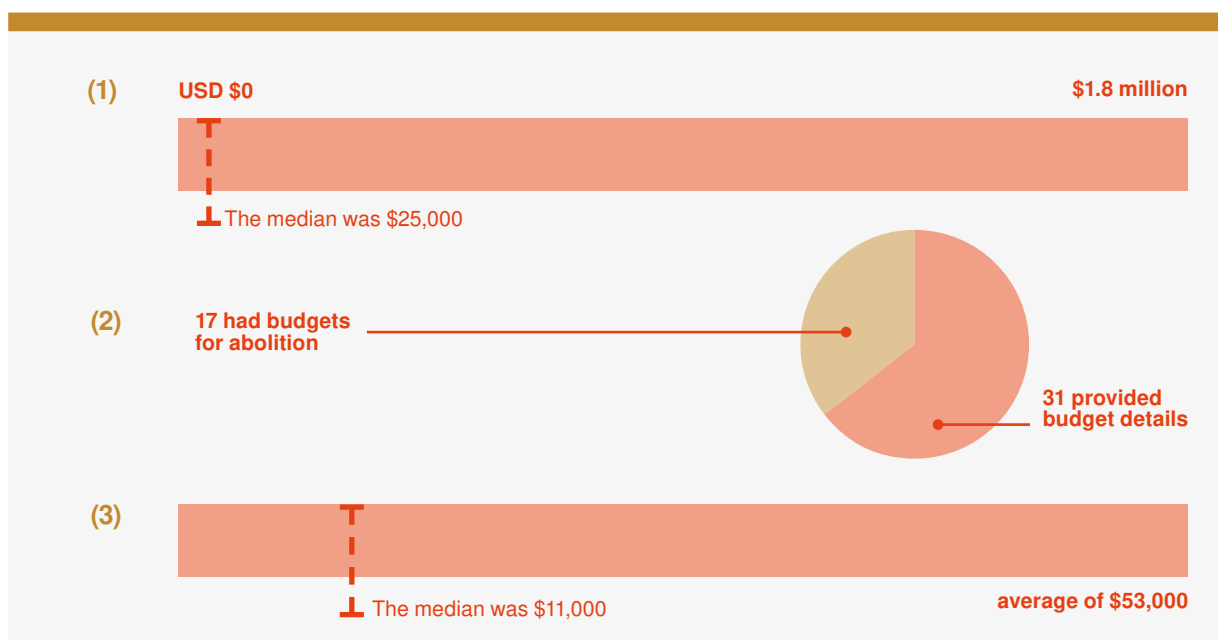 (1)
USD $0
$1.8 million
The median was $25,000
(2)
17 had budgets
for abolition
31 provided
budget details
(3)
The median was $11,000
average of $53,000